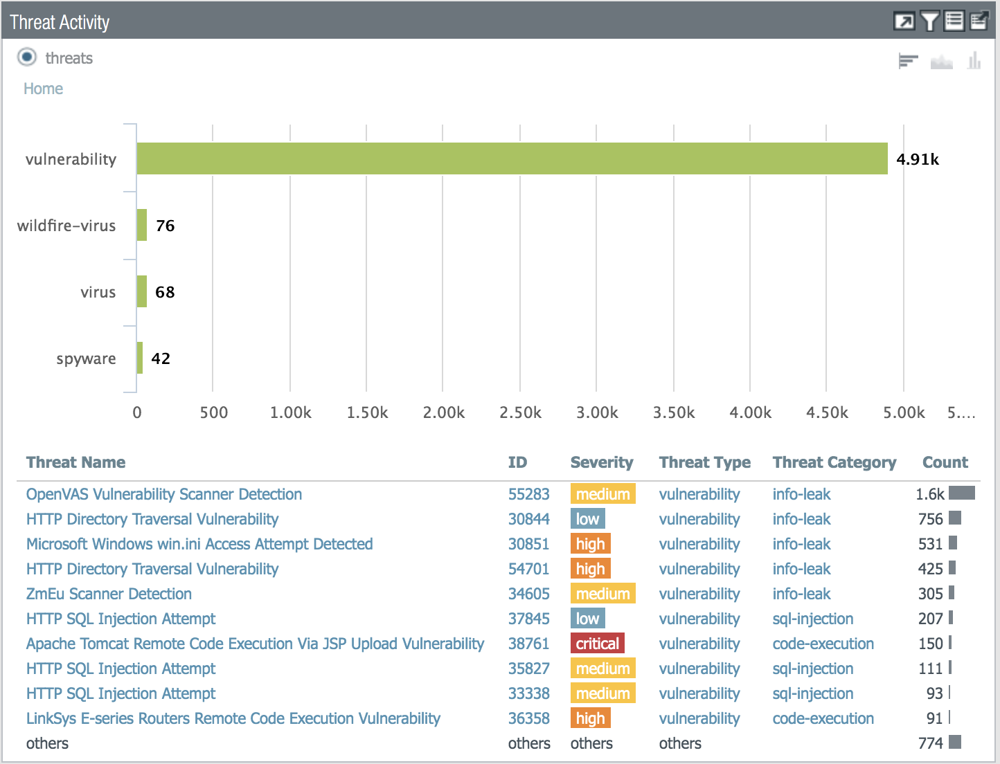 Threat Activity
threats
Home
vulnerability 4.91k
wildfire-virus 76
virus 68
spyware 42
0 500 1.00k 1.50k 2.00k 2.50k 3.00k 3.50k 4.00k 4.50k 5.00k 5....
Threat Name ID Severity Threat Type Threat Category Count
OpenVAS Vulnerability Scanner Detection 55283 medium vulnerability info-leak 1.6k
HTTP Directory Traversal Vulnerability 30844 low vulnerability info-leak 756
Microsoft Windows win.ini Access Attempt Detected 30851 high vulnerability info-leak 531
HTTP Directory Traversal Vulnerability 54701 high vulnerability info-leak 425
ZmEu Scanner Detection 34605 medium vulnerability info-leak 305
HTTP SQL Injection Attempt 37845 low vulnerability sql-injection 207
Apache Tomcat Remote Code Execution Via JSP Upload Vulnerability 38761 critical vulnerability code-execution 150
HTTP SQL Injection Attempt 35827 medium vulnerability sql-injection 111
HTTP SQL Injection Attempt 33338 medium vulnerability sql-injection 93
LinkSys E-series Routers Remote Code Execution Vulnerability 36358 high vulnerability code-execution 91
others others others others 774